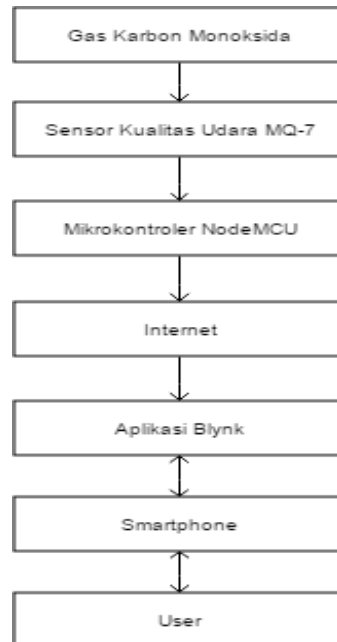 Gas Karbon Monoksida
Sensor Kualitas Udara MQ-7
Mikrokontroler NodeMCU
Internet
Aplikasi Blynk
Smartphone
User